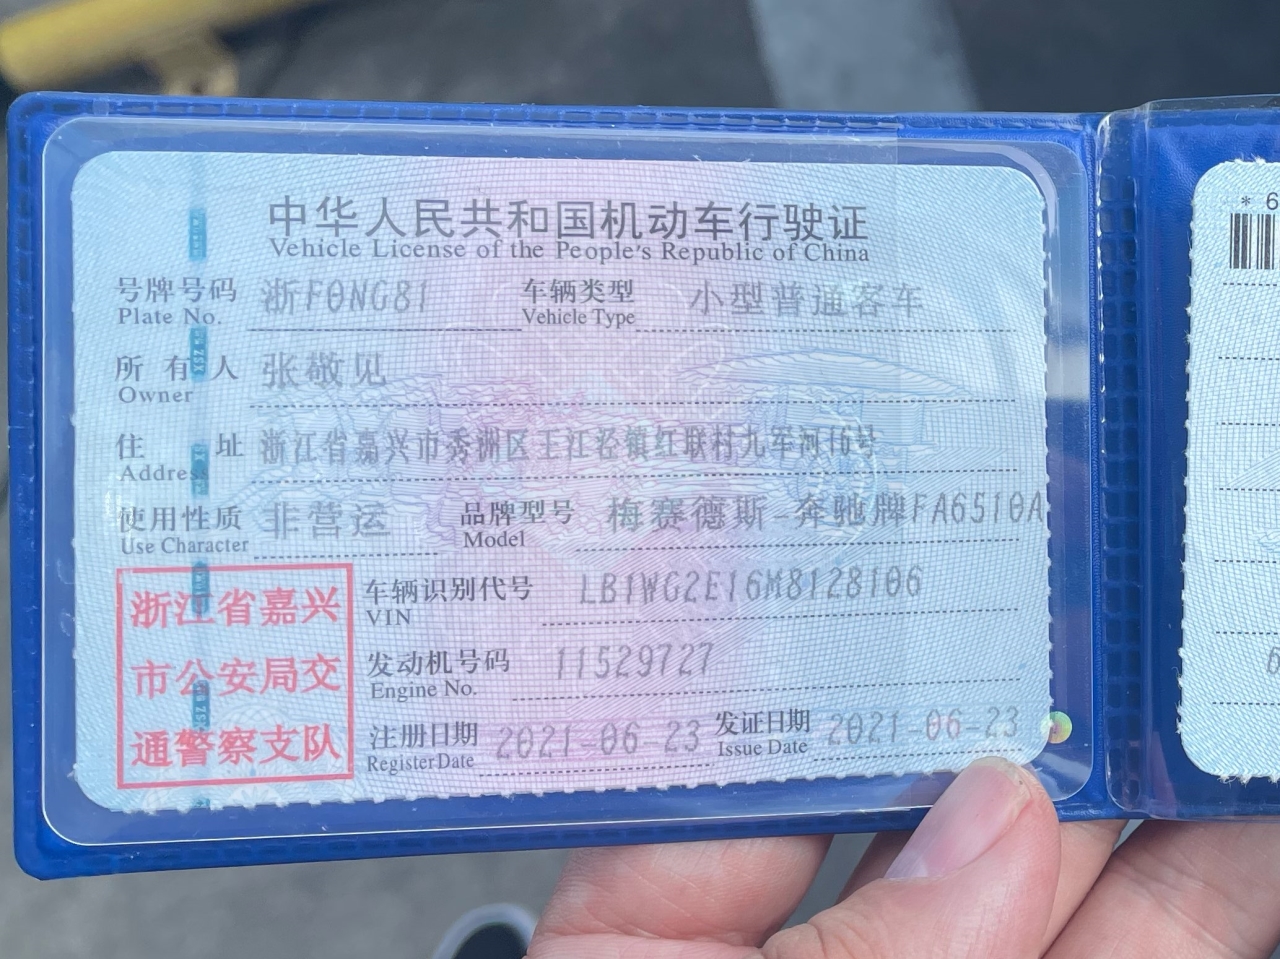 中华人民共和国机动车行驶证
Vehicle License of the People's Republic of China
号牌号码 浙F0NG81 车辆类型 小型普通客车
Plate No. Vehicle Type
所有人 张敬见
Owner
住址 浙江省嘉兴市秀洲区王江泾镇红联村九军河16号
Address
使用性质 非营运 品牌型号 梅赛德斯-奔驰牌FA6510A
Use Character Model
浙江省嘉兴
市公安局交
通警察支队
车辆识别代号 LB1WG2E16M8128106
VIN
发动机号码 11529727
Engine No.
注册日期 2021-06-23 发证日期 2021-06-23
Register Date Issue Date
* 6
6